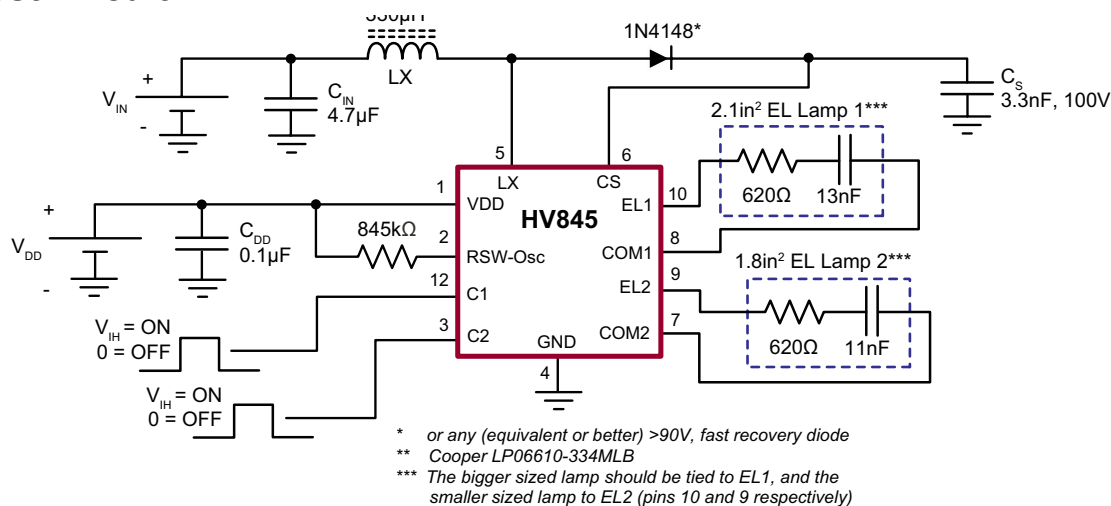 330µH
1N4148*
LX
+
V_IN
-
C_IN
4.7µF
C_S
3.3nF, 100V
2.1in² EL Lamp 1***
620Ω
13nF
5
LX
6
CS
1
VDD
HV845
10
EL1
845kΩ
2
RSW-Osc
8
COM1
+
V_DD
-
C_DD
0.1µF
9
EL2
1.8in² EL Lamp 2***
620Ω
11nF
12
C1
3
C2
7
COM2
GND
4
V_IH = ON
0 = OFF
V_IH = ON
0 = OFF
* or any (equivalent or better) >90V, fast recovery diode
** Cooper LP06610-334MLB
*** The bigger sized lamp should be tied to EL1, and the
smaller sized lamp to EL2 (pins 10 and 9 respectively)